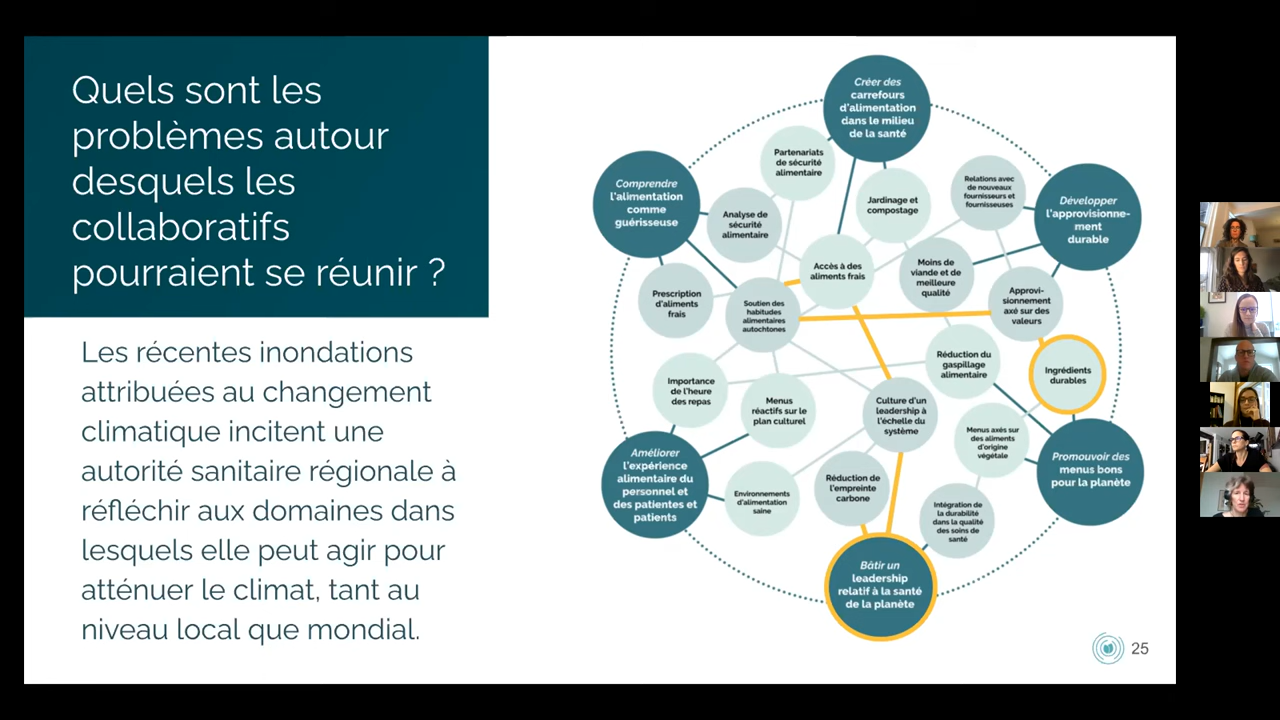 Quels sont les
problèmes autour
desquels les
collaboratifs
pourraient se réunir ?
Les récentes inondations
attribuées au changement
climatique incitent une
autorité sanitaire régionale à
réfléchir aux domaines dans
lesquels elle peut agir pour
atténuer le climat, tant au
niveau local que mondial.
Créer des
carrefours
d'alimentation
dans le milieu
de la santé
Partenariats
de sécurité
alimentaire
Comprendre
l'alimentation
comme
guérisseuse
Analyse de
sécurité
alimentaire
Jardinage et
compostage
Relations avec
de nouveaux
fournisseurs et
fournisseuses
Développer
l'approvisionne-
ment
durable
Accès à des
aliments frais
Moins de
viande et de
meilleure
qualité
Prescription
d'aliments
frais
Soutien des
habitudes
alimentaires
autochtones
Approvi-
sionnement
axé sur des
valeurs
Réduction du
gaspillage
alimentaire
Ingrédients
durables
Importance
de l'heure
des repas
Menus
réactifs sur le
plan culturel
Culture d'un
leadership à
l'échelle du
système
Menus axés sur
des aliments
d'origine
végétale
Améliorer
l'expérience
alimentaire du
personnel et
des patientes et
patients
Promouvoir des
menus bons
pour la planète
Environnements
d'alimentation
saine
Réduction de
l'empreinte
carbone
Intégration de
la durabilité
dans la qualité
des soins de
santé
Bâtir un
leadership
relatif à la santé
de la planète
25